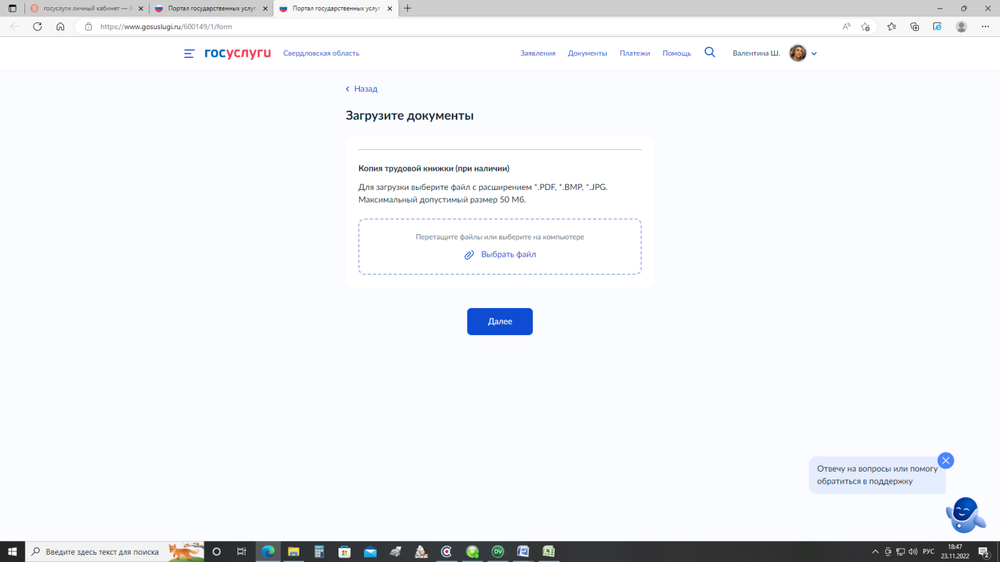 госуслуги личный кабинет — Я
Портал государственных услуг
Портал государственных услуг
https://www.gosuslugi.ru/600149/1/form
госуслуги
Свердловская область
Заявления
Документы
Платежи
Помощь
Валентина Ш.
Назад
Загрузите документы
Копия трудовой книжки (при наличии)
Для загрузки выберите файл с расширением *.PDF, *.BMP, *.JPG.
Максимальный допустимый размер 50 Мб.
Перетащите файлы или выберите на компьютере
Выбрать файл
Далее
Отвечу на вопросы или помогу
обратиться в поддержку
Введите здесь текст для поиска
DV
РУС
18:47
23.11.2022
2